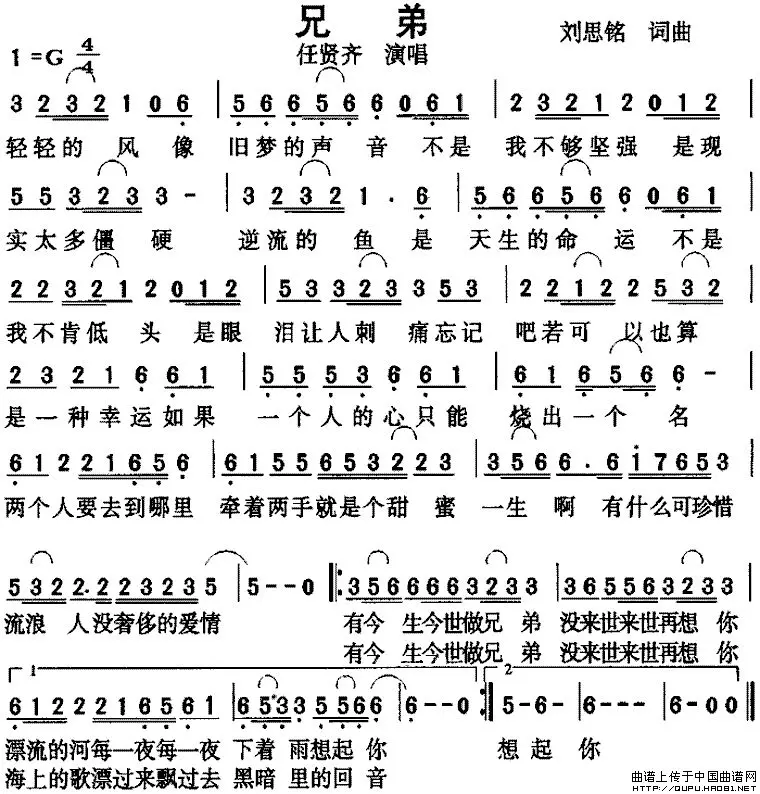 兄 弟
1=G 4/4
任贤齐 演唱
刘思铭 词曲
3 2 3 2 1 0 6 | 5 6 6 5 6 6 0 6 1 | 2 3 2 1 2 0 1 2
轻轻的 风 像 旧梦的声 音 不是 我不够坚强 是现
5 5 3 2 3 3 - | 3 2 3 2 1 . 6 | 5 6 6 5 6 6 0 6 1
实太多僵 硬 逆流的 鱼 是 天生的命 运 不是
2 2 3 2 1 2 0 1 2 | 5 3 3 2 3 3 5 3 | 2 2 1 2 2 5 3 2
我不肯低 头 是眼 泪让人刺 痛忘记 吧若可 以也算
2 3 2 1 6 6 1 | 5 5 5 3 6 6 1 | 6 1 6 5 6 6 -
是一种幸运如果 一个人的心只能 烧出一个 名
6 1 2 2 2 1 6 5 6 | 6 1 5 5 6 5 3 2 2 3 | 3 5 6 6 . 6 1 7 6 5 3
两个人要去到哪里 牵着两手就是个甜 蜜 一生 啊 有什么可珍惜
5 3 2 2 . 2 2 3 2 3 5 | 5 - - 0 3 5 6 6 6 6 3 2 3 3 | 3 6 5 5 6 3 2 3 3
流浪 人没奢侈的爱情 有今 生今世做兄 弟 没来世来世再想 你
有今 生今世做兄 弟 没来世来世再想 你
1 2
6 1 2 2 2 1 6 5 6 1 | 6 5 3 3 5 5 6 6 | 6 - - 0 5 - 6 - | 6 - - - | 6 - 0 0
漂流的河每一夜每一夜 下着 雨想起 你 想 起 你
海上的歌漂过来飘过去 黑暗 里的回 音
曲谱上传于中国曲谱网
HTTP://QUPU.HAO81.NET